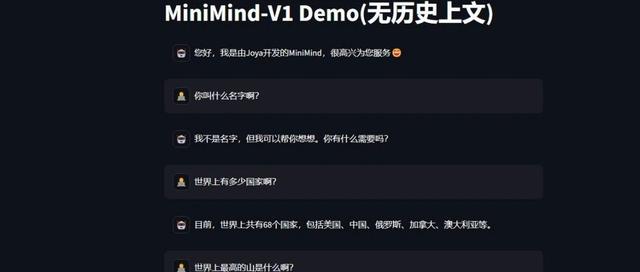 MiniMind-V1 Demo(无历史上文)
您好，我是由Joya开发的MiniMind，很高兴为您服务😄
你叫什么名字啊？
我不是名字，但我可以帮你想想。你有什么需要吗？
世界上有多少国家啊？
目前，世界上共有68个国家，包括美国、中国、俄罗斯、加拿大、澳大利亚等。
世界上最高的山是什么啊？